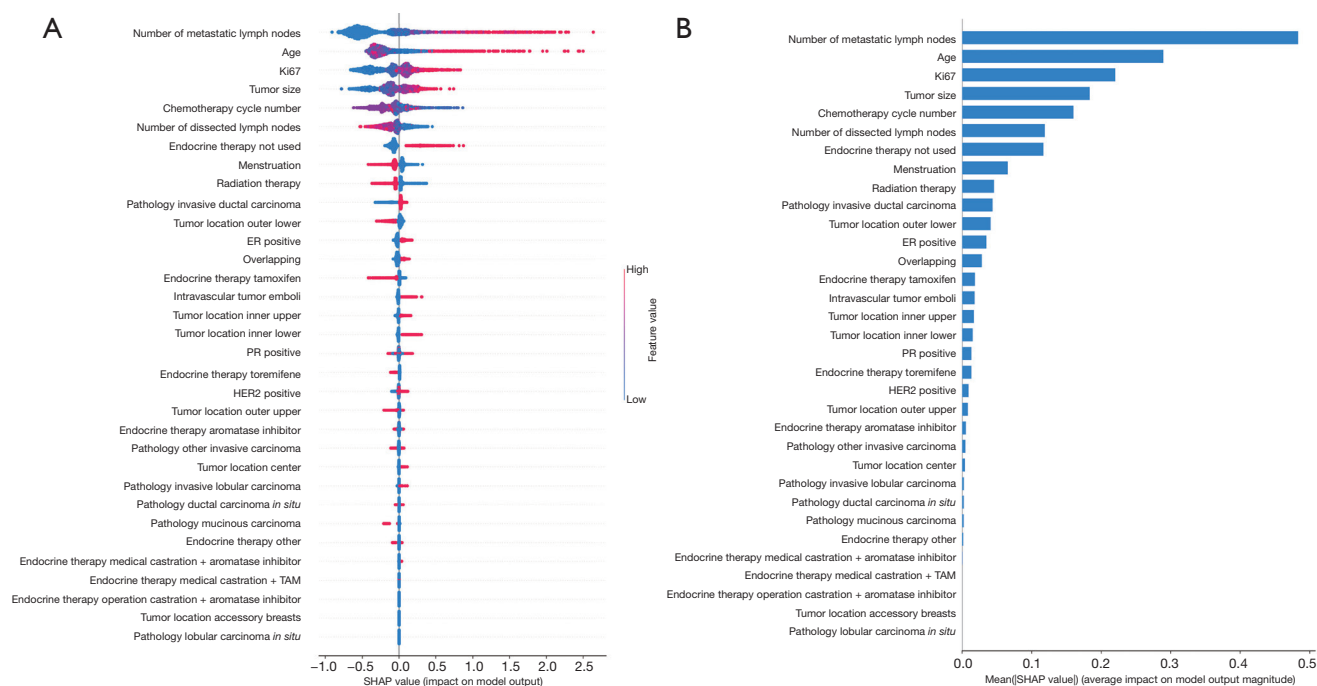 A
Number of metastatic lymph nodes
Age
Ki67
Tumor size
Chemotherapy cycle number
Number of dissected lymph nodes
Endocrine therapy not used
Menstruation
Radiation therapy
Pathology invasive ductal carcinoma
Tumor location outer lower
ER positive
Overlapping
Endocrine therapy tamoxifen
Intravascular tumor emboli
Tumor location inner upper
Tumor location inner lower
PR positive
Endocrine therapy toremifene
HER2 positive
Tumor location outer upper
Endocrine therapy aromatase inhibitor
Pathology other invasive carcinoma
Tumor location center
Pathology invasive lobular carcinoma
Pathology ductal carcinoma in situ
Pathology mucinous carcinoma
Endocrine therapy other
Endocrine therapy medical castration + aromatase inhibitor
Endocrine therapy medical castration + TAM
Endocrine therapy operation castration + aromatase inhibitor
Tumor location accessory breasts
Pathology lobular carcinoma in situ
−1.0 −0.5 0.0 0.5 1.0 1.5 2.0 2.5
SHAP value (impact on model output)
High
Feature value
Low
B
Number of metastatic lymph nodes
Age
Ki67
Tumor size
Chemotherapy cycle number
Number of dissected lymph nodes
Endocrine therapy not used
Menstruation
Radiation therapy
Pathology invasive ductal carcinoma
Tumor location outer lower
ER positive
Overlapping
Endocrine therapy tamoxifen
Intravascular tumor emboli
Tumor location inner upper
Tumor location inner lower
PR positive
Endocrine therapy toremifene
HER2 positive
Tumor location outer upper
Endocrine therapy aromatase inhibitor
Pathology other invasive carcinoma
Tumor location center
Pathology invasive lobular carcinoma
Pathology ductal carcinoma in situ
Pathology mucinous carcinoma
Endocrine therapy other
Endocrine therapy medical castration + aromatase inhibitor
Endocrine therapy medical castration + TAM
Endocrine therapy operation castration + aromatase inhibitor
Tumor location accessory breasts
Pathology lobular carcinoma in situ
0.0 0.1 0.2 0.3 0.4 0.5
Mean(|SHAP value|) (average impact on model output magnitude)